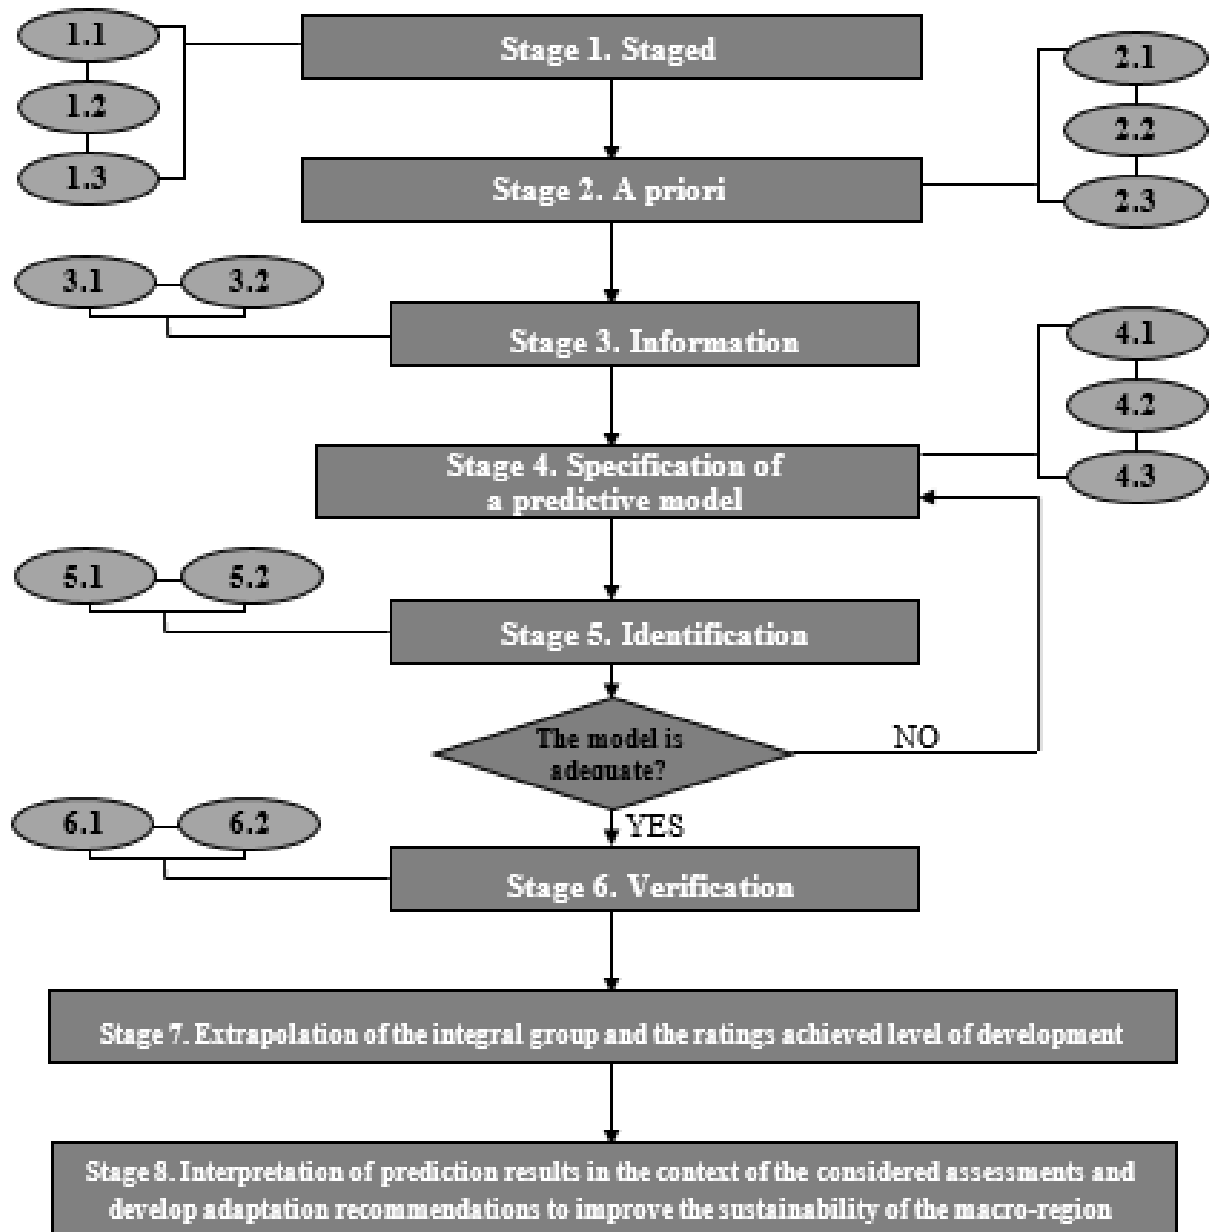 1.1
Stage 1. Staged
2.1
1.2
2.2
1.3
Stage 2. A priori
2.3
3.1
3.2
Stage 3. Information
4.1
4.2
Stage 4. Specification of
a predictive model
4.3
5.1
5.2
Stage 5. Identification
The model is
adequate?
NO
YES
6.1
6.2
Stage 6. Verification
Stage 7. Extrapolation of the integral group and the ratings achieved level of development
Stage 8. Interpretation of prediction results in the context of the considered assessments and
develop adaptation recommendations to improve the sustainability of the macro-region